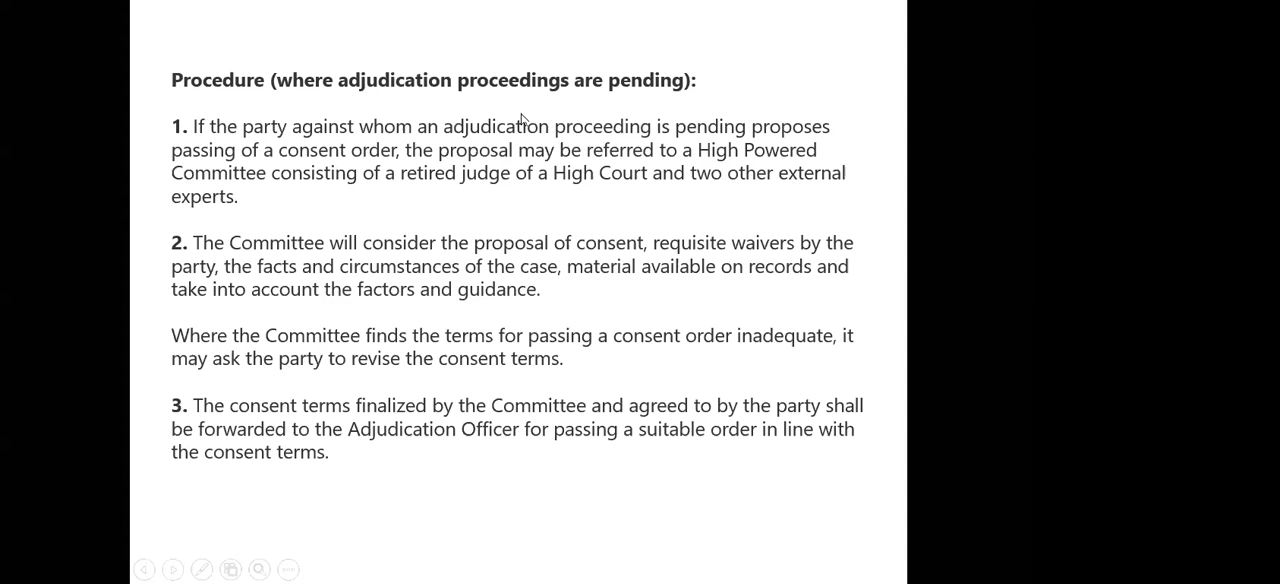 Procedure (where adjudication proceedings are pending):
1. If the party against whom an adjudication proceeding is pending proposes
passing of a consent order, the proposal may be referred to a High Powered
Committee consisting of a retired judge of a High Court and two other external
experts.
2. The Committee will consider the proposal of consent, requisite waivers by the
party, the facts and circumstances of the case, material available on records and
take into account the factors and guidance.
Where the Committee finds the terms for passing a consent order inadequate, it
may ask the party to revise the consent terms.
3. The consent terms finalized by the Committee and agreed to by the party shall
be forwarded to the Adjudication Officer for passing a suitable order in line with
the consent terms.